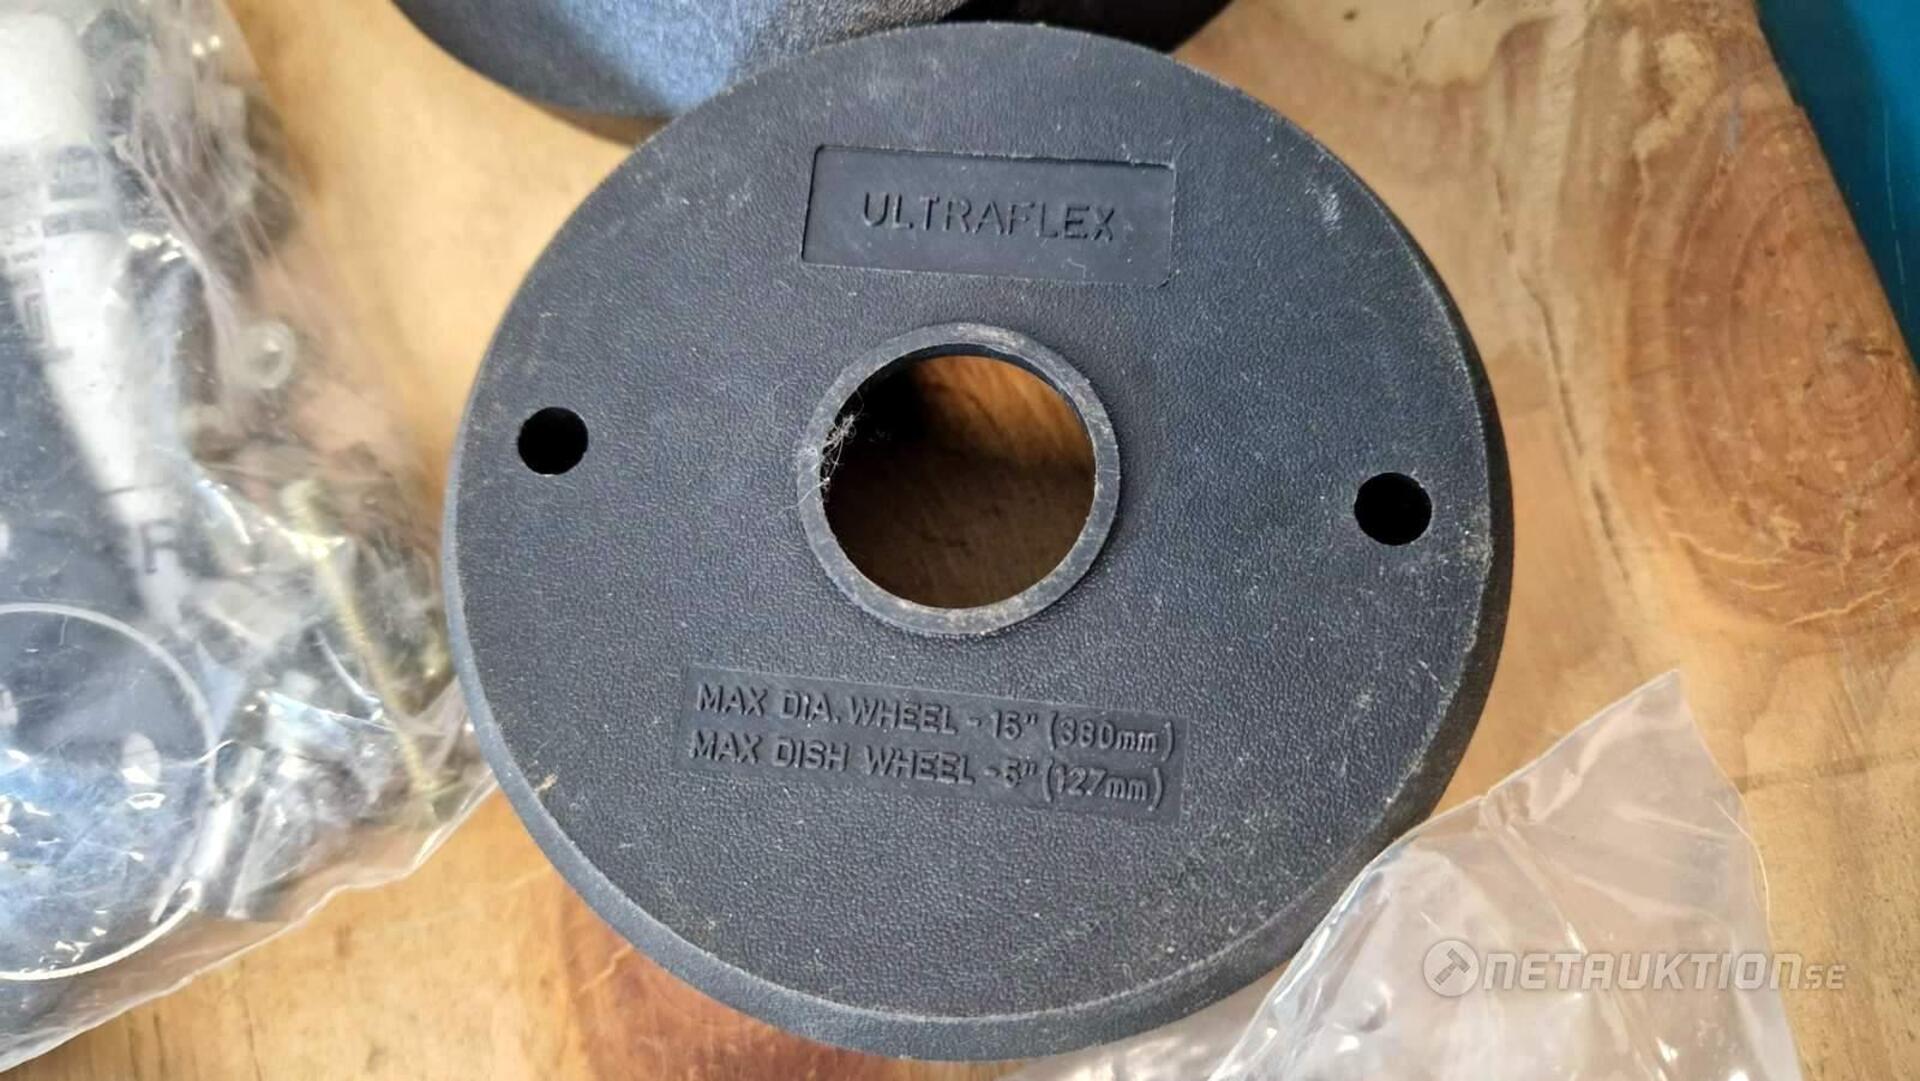 ULTRAFLEX
MAX DIA. WHEEL - 15" (380mm)
MAX DISH WHEEL - 5" (127mm)
NETAUKTION.SE